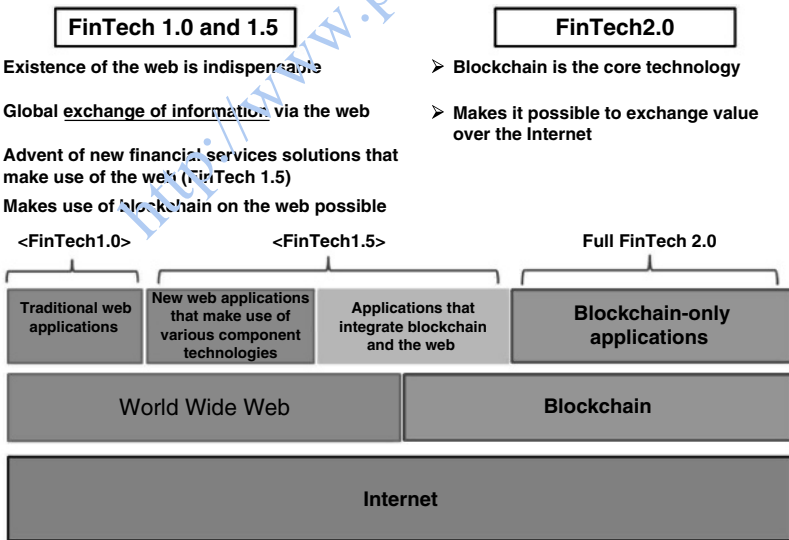 FinTech 1.0 and 1.5
Existence of the web is indispensable
Global exchange of information via the web
Advent of new financial services solutions that
make use of the web (FinTech 1.5)
Makes use of blockchain on the web possible
FinTech2.0
➢ Blockchain is the core technology
➢ Makes it possible to exchange value
over the Internet
<FinTech1.0>
<FinTech1.5>
Full FinTech 2.0
Traditional web
applications
New web applications
that make use of
various component
technologies
Applications that
integrate blockchain
and the web
Blockchain-only
applications
World Wide Web
Blockchain
Internet
http://www.p